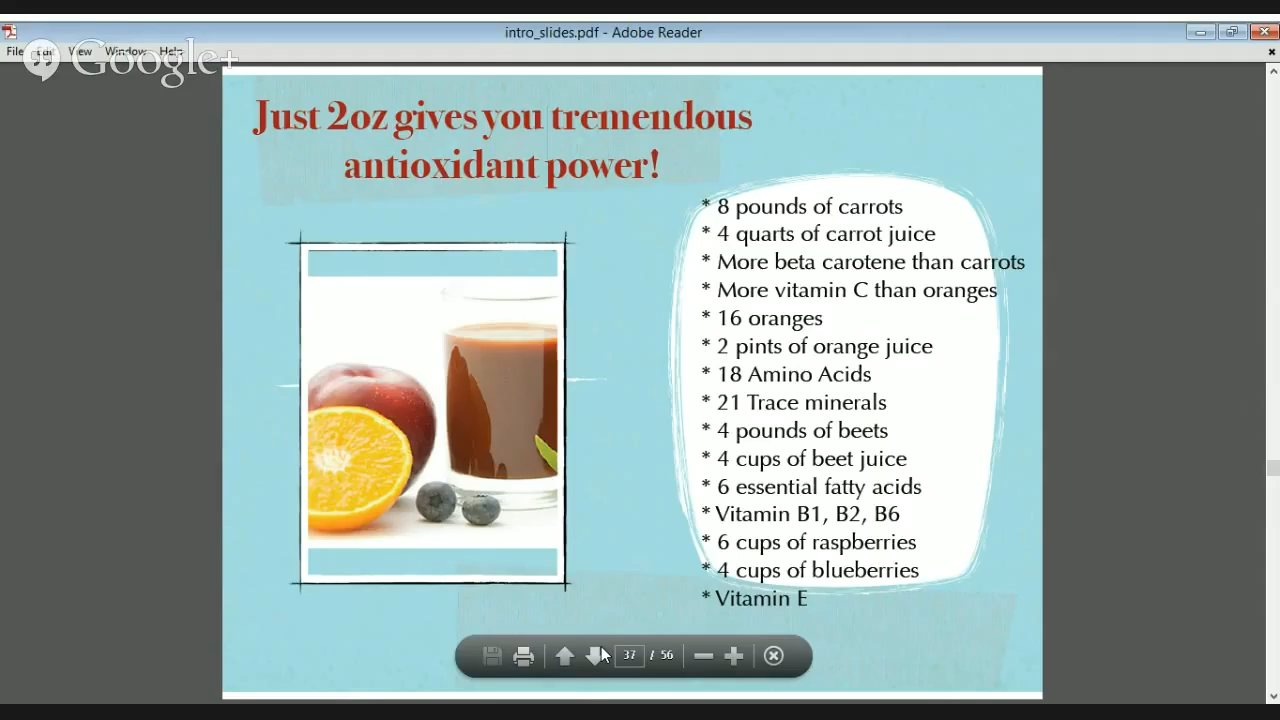 intro_slides.pdf - Adobe Reader
File Edit View Window Help
Google+
Just 2oz gives you tremendous
antioxidant power!
* 8 pounds of carrots
* 4 quarts of carrot juice
* More beta carotene than carrots
* More vitamin C than oranges
* 16 oranges
* 2 pints of orange juice
* 18 Amino Acids
* 21 Trace minerals
* 4 pounds of beets
* 4 cups of beet juice
* 6 essential fatty acids
* Vitamin B1, B2, B6
* 6 cups of raspberries
* 4 cups of blueberries
* Vitamin E
37 / 56